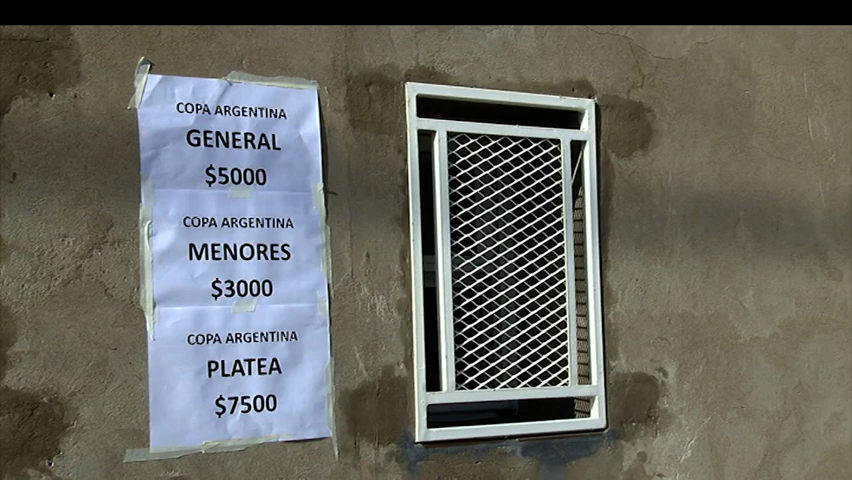 COPA ARGENTINA
GENERAL
$5000
COPA ARGENTINA
MENORES
$3000
COPA ARGENTINA
PLATEA
$7500